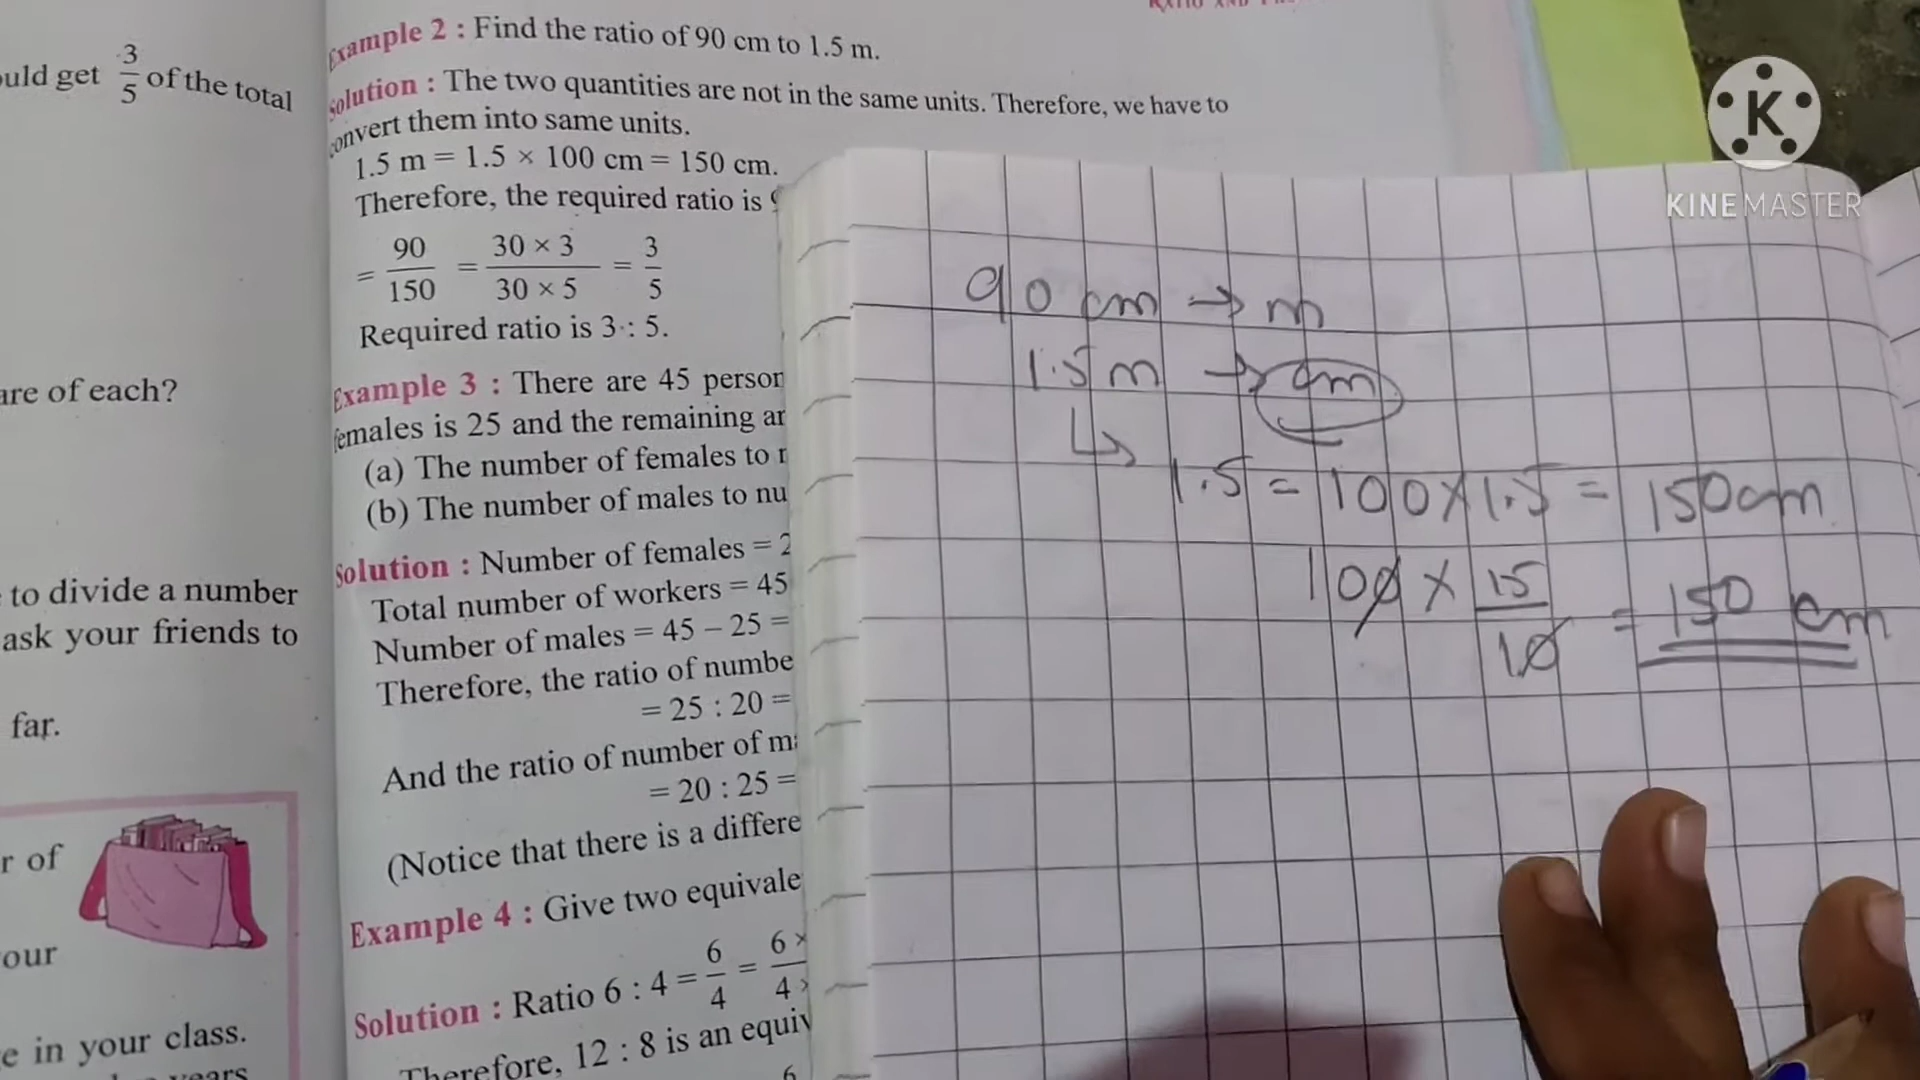 uld get 3/5 of the total
are of each?
to divide a number
ask your friends to
far.
r of
our
e in your class.
years
Example 2 : Find the ratio of 90 cm to 1.5 m.
Solution : The two quantities are not in the same units. Therefore, we have to
convert them into same units.
1.5 m = 1.5 × 100 cm = 150 cm.
Therefore, the required ratio is
= 90/150 = 30 × 3/30 × 5 = 3/5
Required ratio is 3 : 5.
Example 3 : There are 45 person
females is 25 and the remaining ar
(a) The number of females to
(b) The number of males to nu
Solution : Number of females =
Total number of workers = 45
Number of males = 45 – 25 =
Therefore, the ratio of numbe
= 25 : 20 =
And the ratio of number of ma
= 20 : 25 =
(Notice that there is a differe
Example 4 : Give two equivale
Solution : Ratio 6 : 4 = 6/4 = 6 ×/4 ×
Therefore, 12 : 8 is an equiv
6
90 cm → m
1.5 m → cm
↳ 1.5 = 100 × 1.5 = 150 cm
100 × 15/10 = 150 cm
K
KINEMASTER